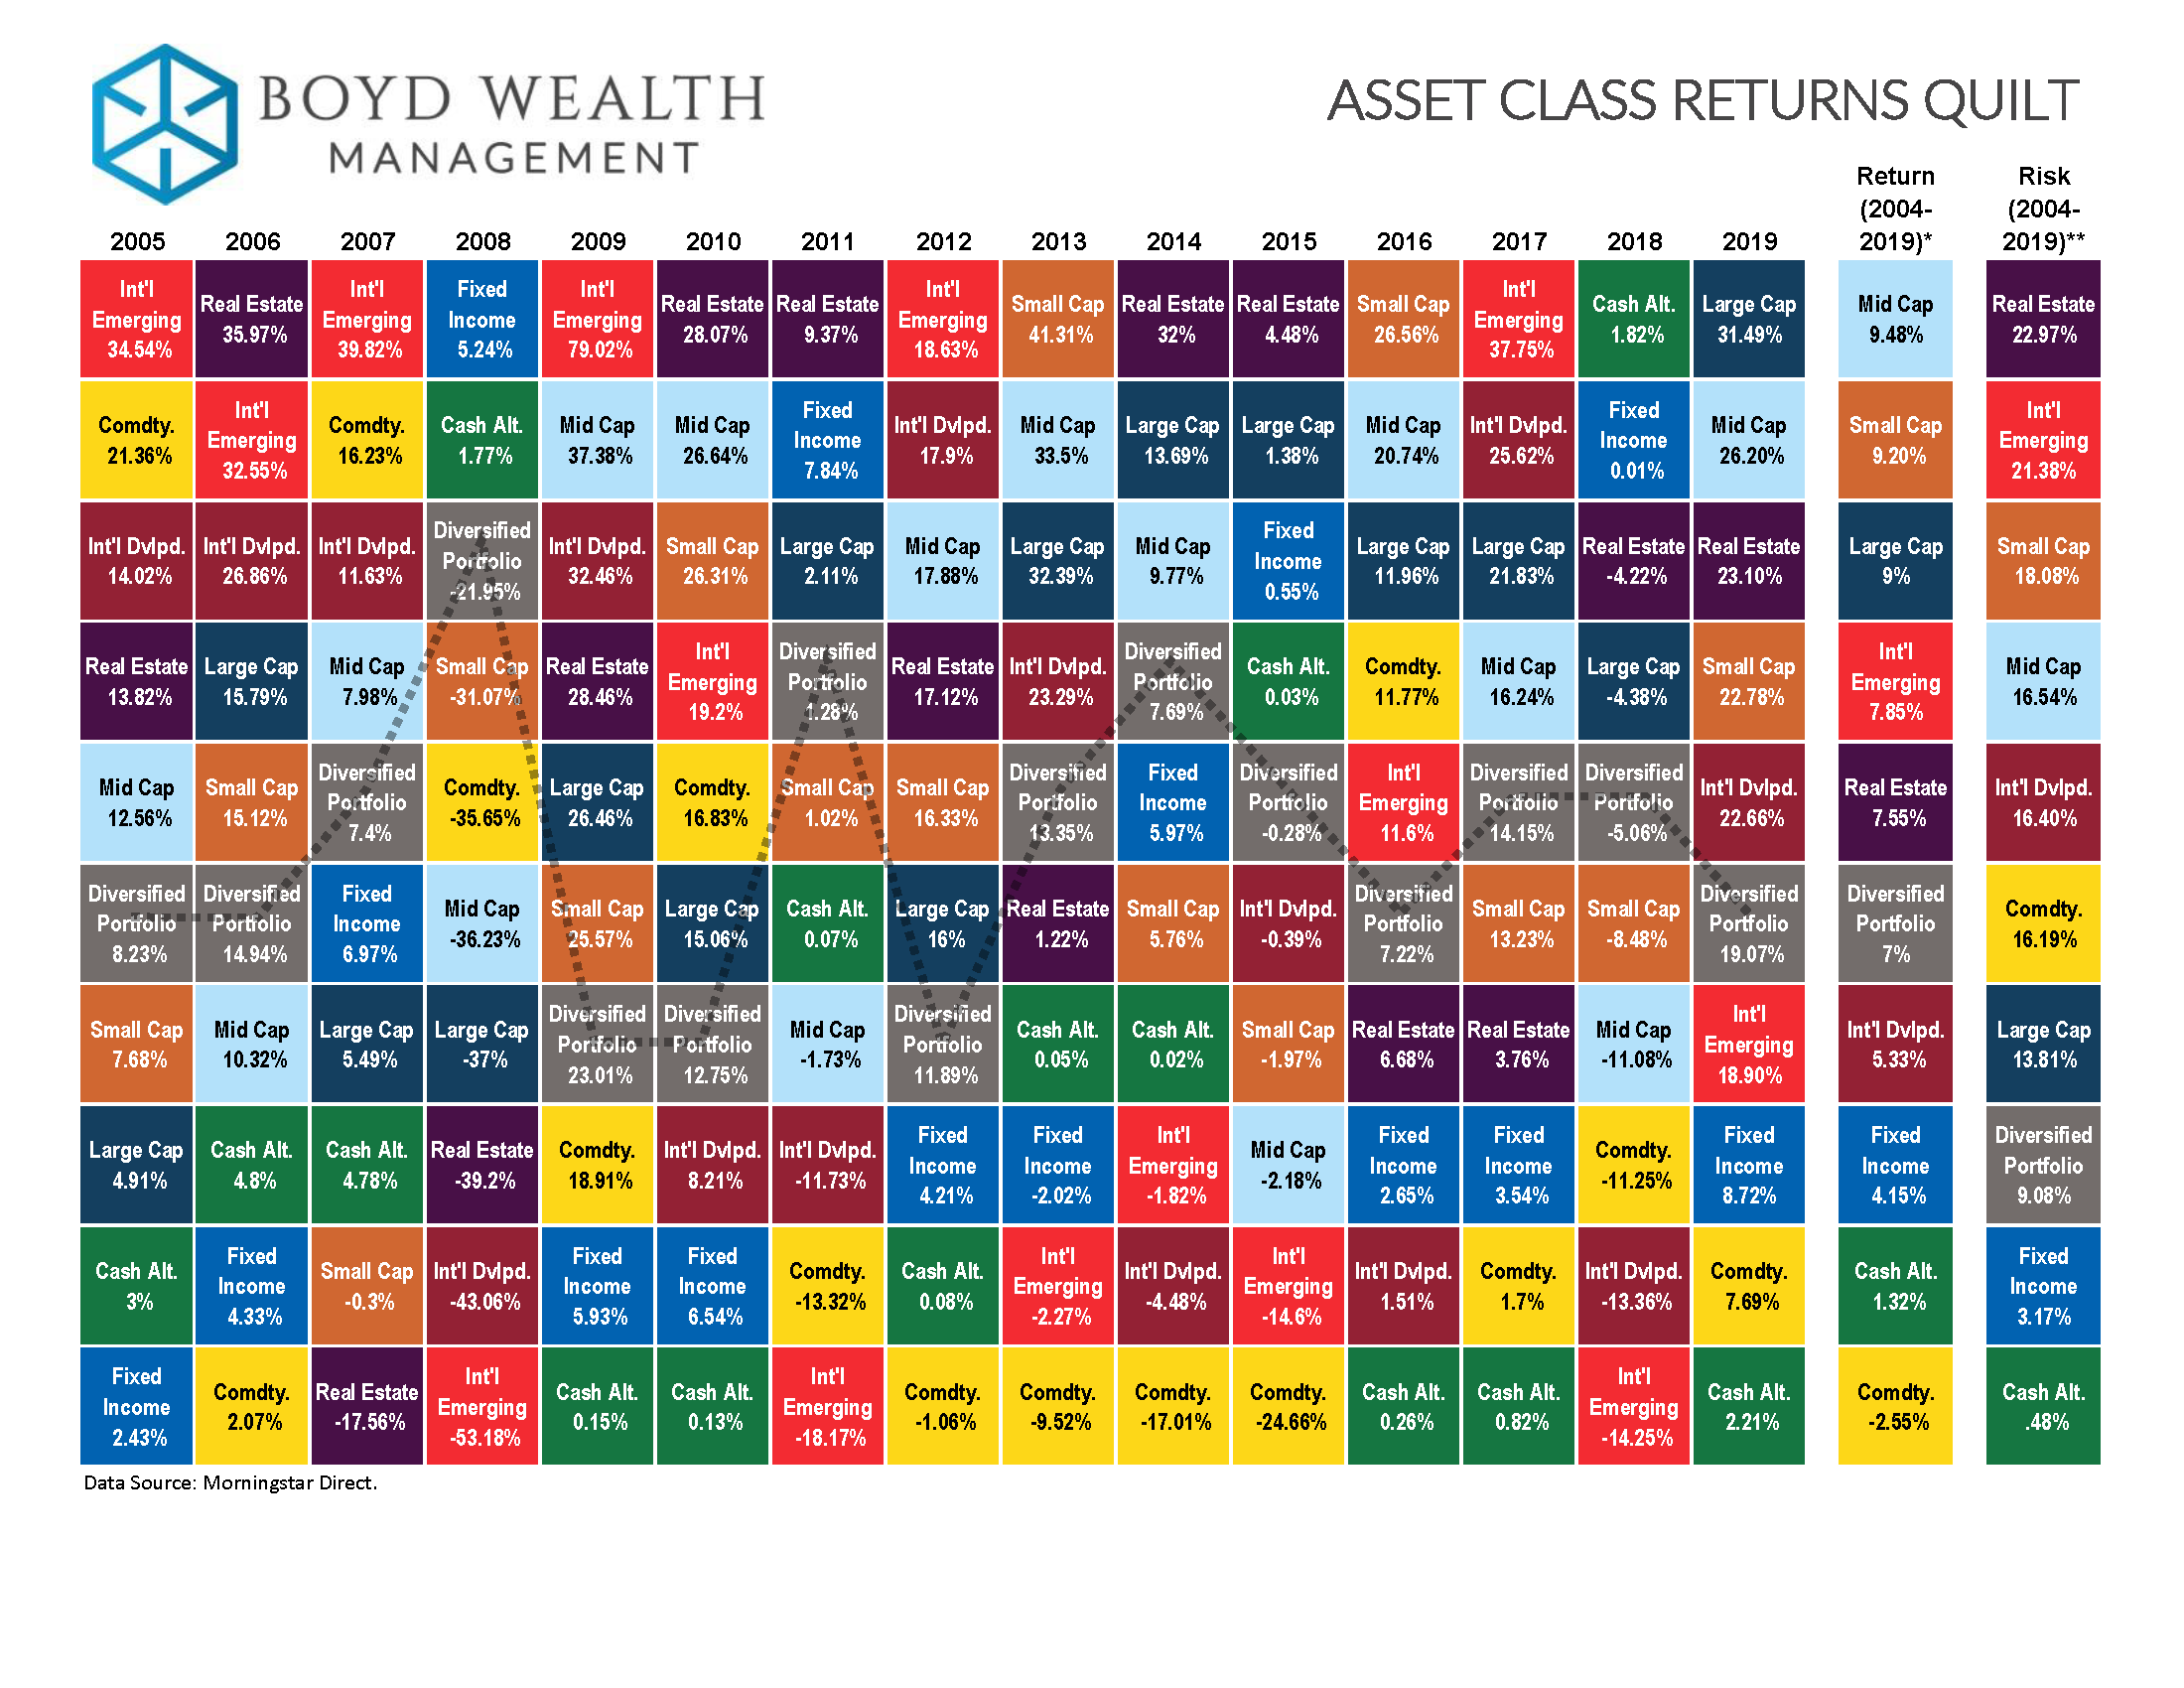 BOYD WEALTH
MANAGEMENT
ASSET CLASS RETURNS QUILT
Return
(2004-
2019)*
Risk
(2004-
2019)**
2005 2006 2007 2008 2009 2010 2011 2012 2013 2014 2015 2016 2017 2018 2019
Int'l Emerging 34.54% Real Estate 35.97% Int'l Emerging 39.82% Fixed Income 5.24% Int'l Emerging 79.02% Real Estate 28.07% Real Estate 9.37% Int'l Emerging 18.63% Small Cap 41.31% Real Estate 32% Real Estate 4.48% Small Cap 26.56% Int'l Emerging 37.75% Cash Alt. 1.82% Large Cap 31.49% Mid Cap 9.48% Real Estate 22.97%
Comdty. 21.36% Int'l Emerging 32.55% Comdty. 16.23% Cash Alt. 1.77% Mid Cap 37.38% Mid Cap 26.64% Fixed Income 7.84% Int'l Dvlpd. 17.9% Mid Cap 33.5% Large Cap 13.69% Large Cap 1.38% Mid Cap 20.74% Int'l Dvlpd. 25.62% Fixed Income 0.01% Mid Cap 26.20% Small Cap 9.20% Int'l Emerging 21.38%
Int'l Dvlpd. 14.02% Int'l Dvlpd. 26.86% Int'l Dvlpd. 11.63% Diversified Portfolio -21.95% Int'l Dvlpd. 32.46% Small Cap 26.31% Large Cap 2.11% Mid Cap 17.88% Large Cap 32.39% Mid Cap 9.77% Fixed Income 0.55% Large Cap 11.96% Large Cap 21.83% Real Estate -4.22% Real Estate 23.10% Large Cap 9% Small Cap 18.08%
Real Estate 13.82% Large Cap 15.79% Mid Cap 7.98% Small Cap -31.07% Real Estate 28.46% Int'l Emerging 19.2% Diversified Portfolio 1.28% Real Estate 17.12% Int'l Dvlpd. 23.29% Diversified Portfolio 7.69% Cash Alt. 0.03% Comdty. 11.77% Mid Cap 16.24% Large Cap -4.38% Small Cap 22.78% Int'l Emerging 7.85% Mid Cap 16.54%
Mid Cap 12.56% Small Cap 15.12% Diversified Portfolio 7.4% Comdty. -35.65% Large Cap 26.46% Comdty. 16.83% Small Cap 1.02% Small Cap 16.33% Diversified Portfolio 13.35% Fixed Income 5.97% Diversified Portfolio -0.28% Int'l Emerging 11.6% Diversified Portfolio 14.15% Diversified Portfolio -5.06% Int'l Dvlpd. 22.66% Real Estate 7.55% Int'l Dvlpd. 16.40%
Diversified Portfolio 8.23% Diversified Portfolio 14.94% Fixed Income 6.97% Mid Cap -36.23% Small Cap 25.57% Large Cap 15.06% Cash Alt. 0.07% Large Cap 16% Real Estate 1.22% Small Cap 5.76% Int'l Dvlpd. -0.39% Diversified Portfolio 7.22% Small Cap 13.23% Small Cap -8.48% Diversified Portfolio 19.07% Diversified Portfolio 7% Comdty. 16.19%
Small Cap 7.68% Mid Cap 10.32% Large Cap 5.49% Large Cap -37% Diversified Portfolio 23.01% Diversified Portfolio 12.75% Mid Cap -1.73% Diversified Portfolio 11.89% Cash Alt. 0.05% Cash Alt. 0.02% Small Cap -1.97% Real Estate 6.68% Real Estate 3.76% Mid Cap -11.08% Int'l Emerging 18.90% Int'l Dvlpd. 5.33% Large Cap 13.81%
Large Cap 4.91% Cash Alt. 4.8% Cash Alt. 4.78% Real Estate -39.2% Comdty. 18.91% Int'l Dvlpd. 8.21% Int'l Dvlpd. -11.73% Fixed Income 4.21% Fixed Income -2.02% Int'l Emerging -1.82% Mid Cap -2.18% Fixed Income 2.65% Fixed Income 3.54% Comdty. -11.25% Fixed Income 8.72% Fixed Income 4.15% Diversified Portfolio 9.08%
Cash Alt. 3% Fixed Income 4.33% Small Cap -0.3% Int'l Dvlpd. -43.06% Fixed Income 5.93% Fixed Income 6.54% Comdty. -13.32% Cash Alt. 0.08% Int'l Emerging -2.27% Int'l Dvlpd. -4.48% Int'l Emerging -14.6% Int'l Dvlpd. 1.51% Comdty. 1.7% Int'l Dvlpd. -13.36% Comdty. 7.69% Cash Alt. 1.32% Fixed Income 3.17%
Fixed Income 2.43% Comdty. 2.07% Real Estate -17.56% Int'l Emerging -53.18% Cash Alt. 0.15% Cash Alt. 0.13% Int'l Emerging -18.17% Comdty. -1.06% Comdty. -9.52% Comdty. -17.01% Comdty. -24.66% Cash Alt. 0.26% Cash Alt. 0.82% Int'l Emerging -14.25% Cash Alt. 2.21% Comdty. -2.55% Cash Alt. .48%
Data Source: Morningstar Direct.